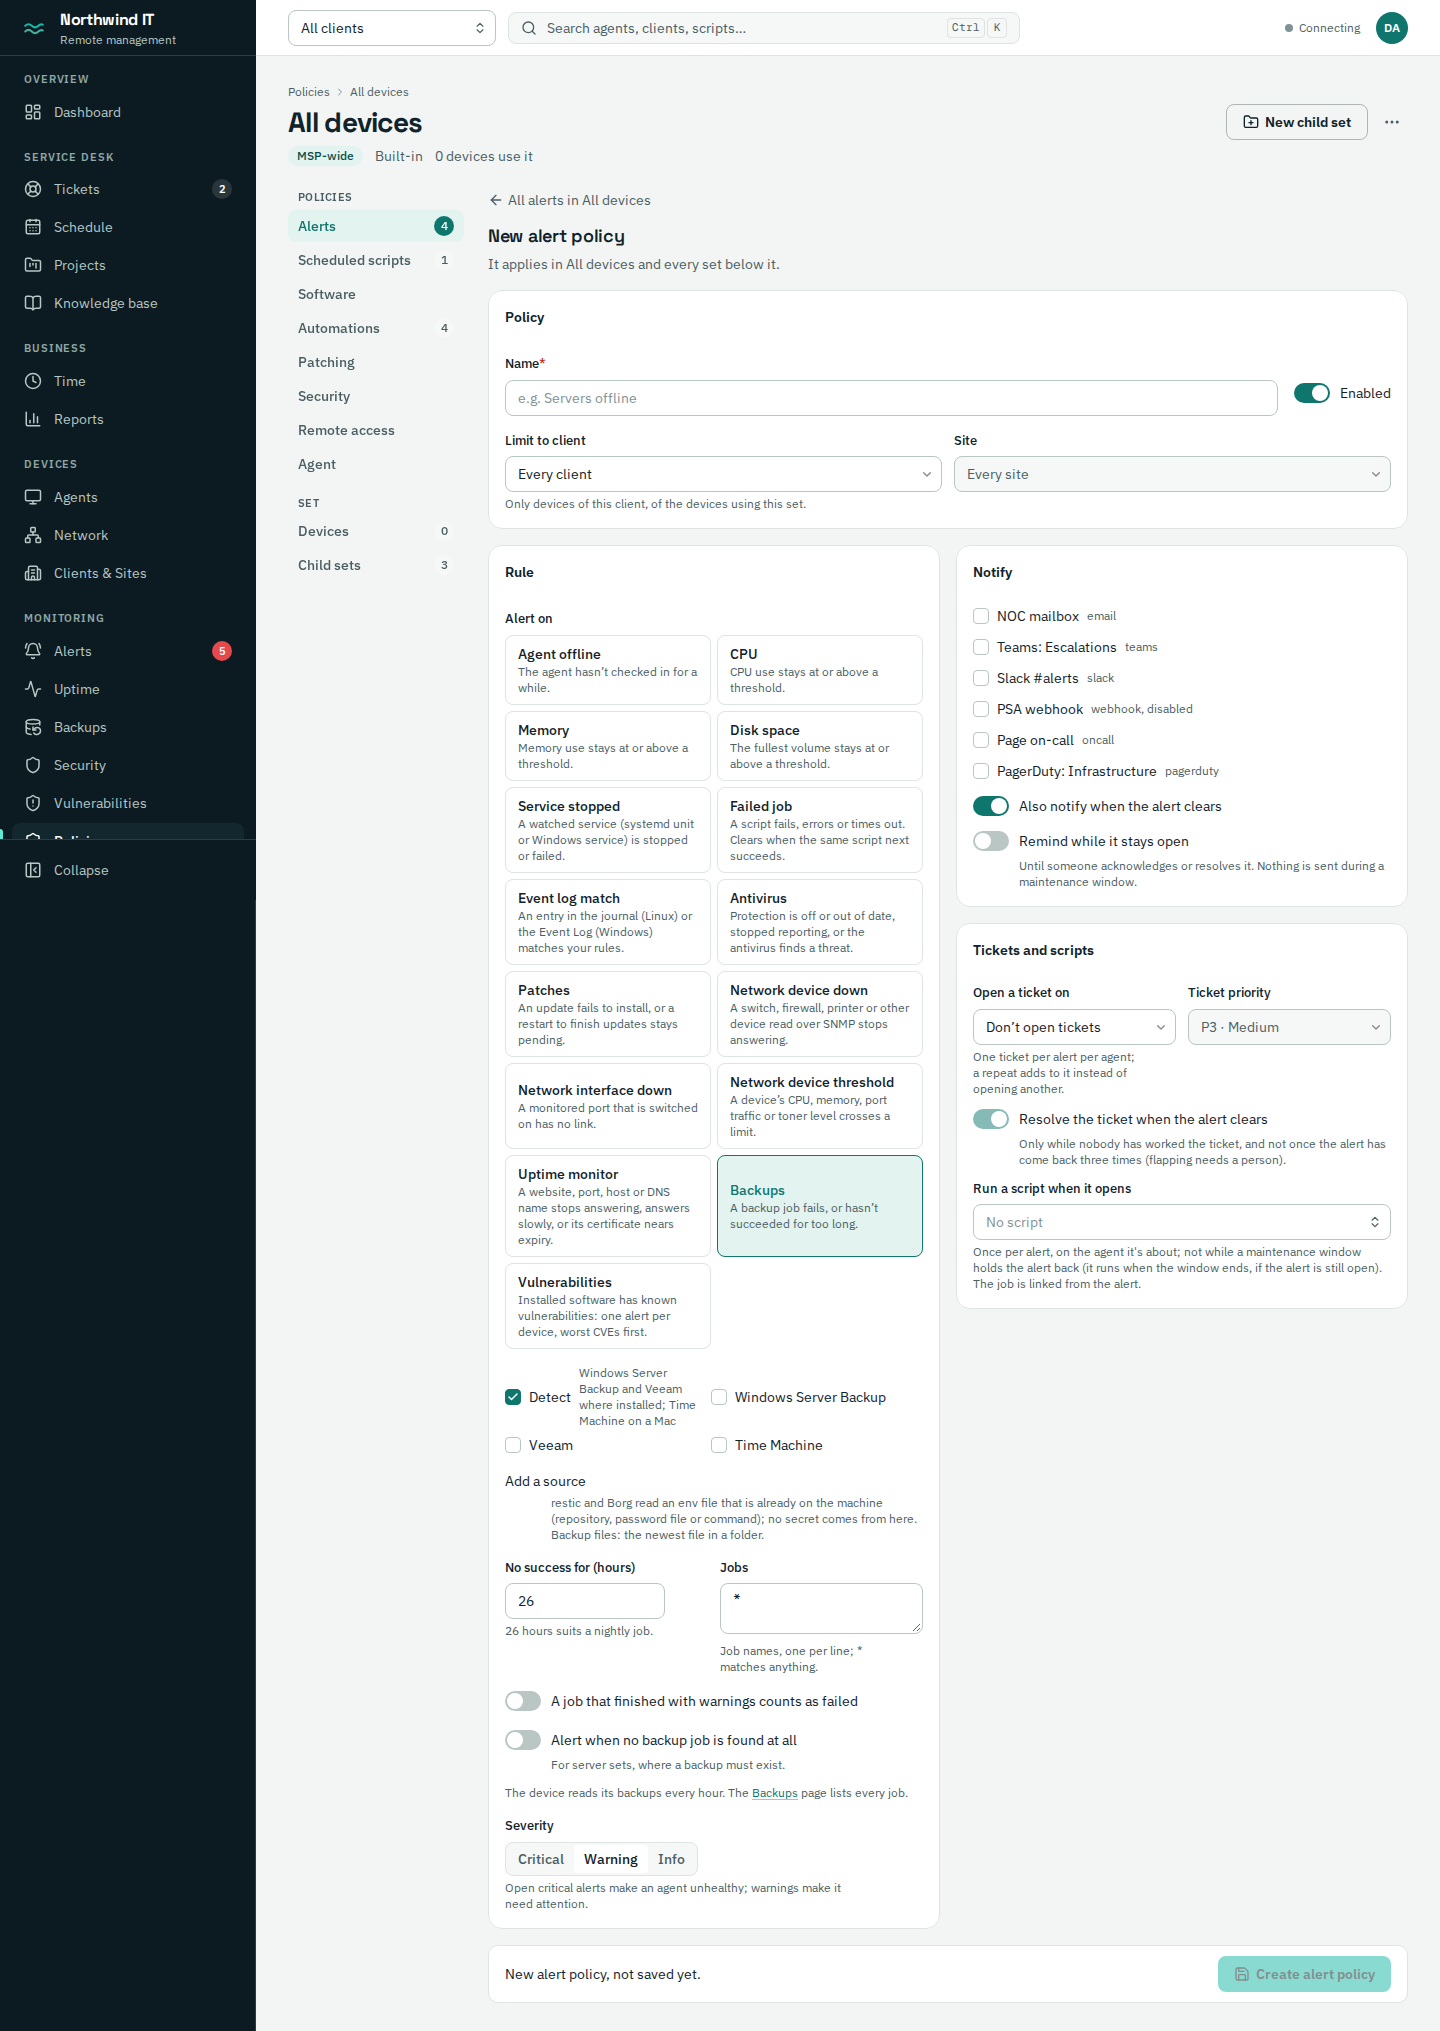 Northwind IT
Remote management
All clients
Search agents, clients, scripts...
Ctrl K
Connecting
DA
OVERVIEW
Dashboard
SERVICE DESK
Tickets 2
Schedule
Projects
Knowledge base
BUSINESS
Time
Reports
DEVICES
Agents
Network
Clients & Sites
MONITORING
Alerts 5
Uptime
Backups
Security
Vulnerabilities
Collapse
Policies > All devices
All devices
MSP-wide Built-in 0 devices use it
New child set
POLICIES
Alerts 4
Scheduled scripts 1
Software
Automations 4
Patching
Security
Remote access
Agent
SET
Devices 0
Child sets 3
All alerts in All devices
New alert policy
It applies in All devices and every set below it.
Policy
Name*
e.g. Servers offline
Enabled
Limit to client
Every client
Only devices of this client, of the devices using this set.
Site
Every site
Rule
Alert on
Agent offline
The agent hasn't checked in for a
while.
CPU
CPU use stays at or above a
threshold.
Memory
Memory use stays at or above a
threshold.
Disk space
The fullest volume stays at or
above a threshold.
Service stopped
A watched service (systemd unit
or Windows service) is stopped
or failed.
Failed job
A script fails, errors or times out.
Clears when the same script next
succeeds.
Event log match
An entry in the journal (Linux) or
the Event Log (Windows)
matches your rules.
Antivirus
Protection is off or out of date,
stopped reporting, or the
antivirus finds a threat.
Patches
An update fails to install, or a
restart to finish updates stays
pending.
Network device down
A switch, firewall, printer or other
device read over SNMP stops
answering.
Network interface down
A monitored port that is switched
on has no link.
Network device threshold
A device's CPU, memory, port
traffic or toner level crosses a
limit.
Uptime monitor
A website, port, host or DNS
name stops answering, answers
slowly, or its certificate nears
expiry.
Backups
A backup job fails, or hasn't
succeeded for too long.
Vulnerabilities
Installed software has known
vulnerabilities: one alert per
device, worst CVEs first.
Detect
Windows Server
Backup and Veeam
where installed; Time
Machine on a Mac
Windows Server Backup
Veeam
Time Machine
Add a source
restic and Borg read an env file that is already on the machine
(repository, password file or command); no secret comes from here.
Backup files: the newest file in a folder.
No success for (hours)
26
26 hours suits a nightly job.
Jobs
*
Job names, one per line; *
matches anything.
A job that finished with warnings counts as failed
Alert when no backup job is found at all
For server sets, where a backup must exist.
The device reads its backups every hour. The Backups page lists every job.
Severity
Critical Warning Info
Open critical alerts make an agent unhealthy; warnings make it
need attention.
Notify
NOC mailbox email
Teams: Escalations teams
Slack #alerts slack
PSA webhook webhook, disabled
Page on-call oncall
PagerDuty: Infrastructure pagerduty
Also notify when the alert clears
Remind while it stays open
Until someone acknowledges or resolves it. Nothing is sent during a
maintenance window.
Tickets and scripts
Open a ticket on
Don't open tickets
One ticket per alert per agent;
a repeat adds to it instead of
opening another.
Ticket priority
P3 · Medium
Resolve the ticket when the alert clears
Only while nobody has worked the ticket, and not once the alert has
come back three times (flapping needs a person).
Run a script when it opens
No script
Once per alert, on the agent it's about; not while a maintenance window
holds the alert back (it runs when the window ends, if the alert is still open).
The job is linked from the alert.
New alert policy, not saved yet.
Create alert policy